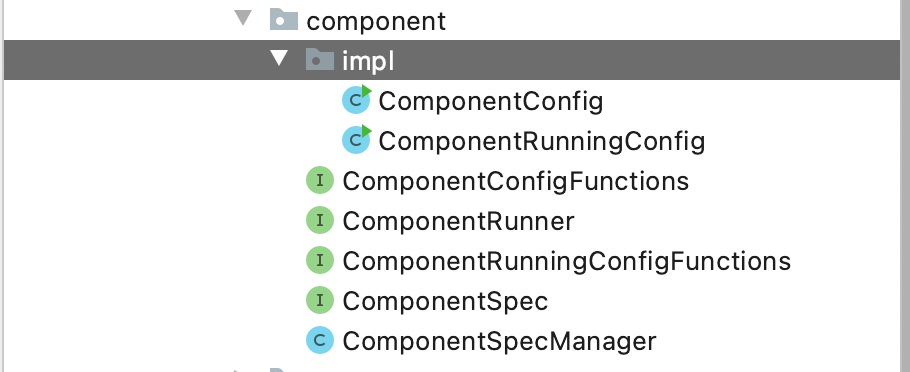 component
impl
C ComponentConfig
C ComponentRunningConfig
I ComponentConfigFunctions
I ComponentRunner
I ComponentRunningConfigFunctions
I ComponentSpec
C ComponentSpecManager